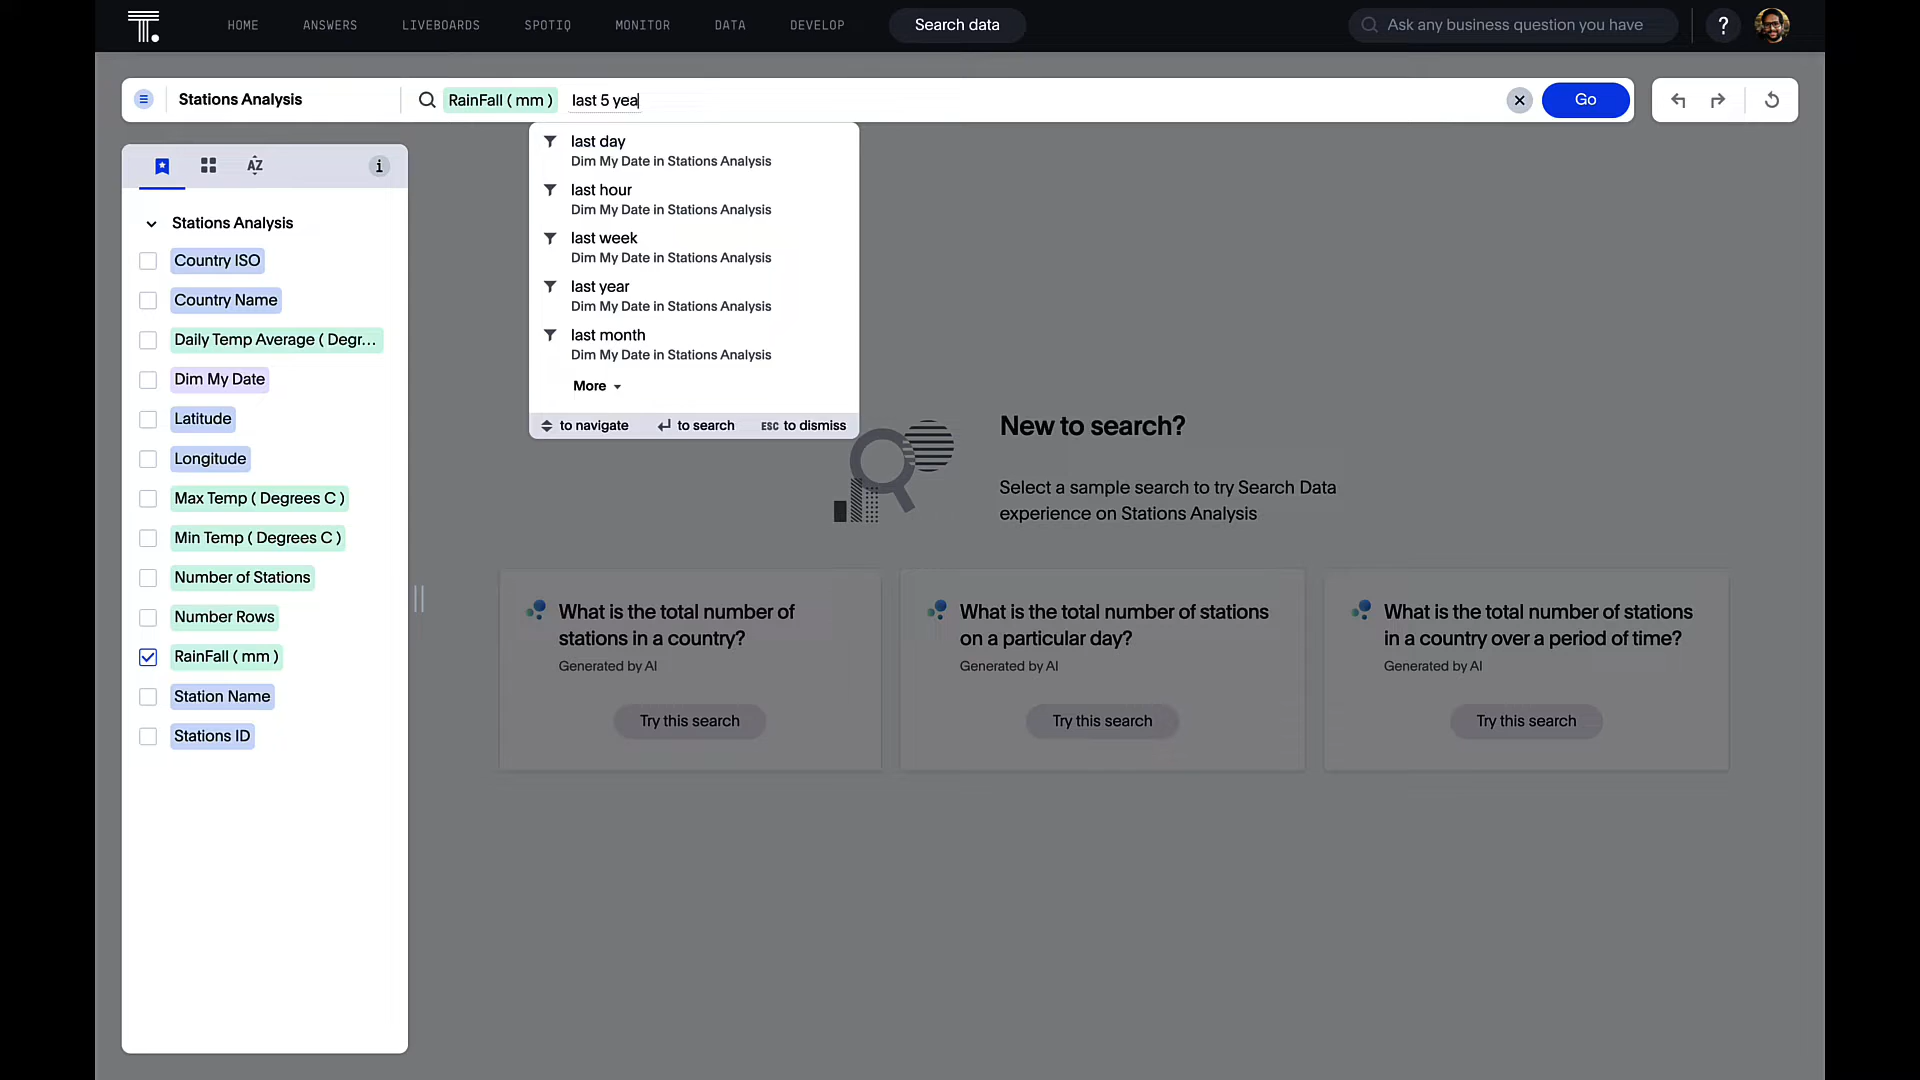 T.
HOME
ANSWERS
LIVEBOARDS
SPOTIQ
MONITOR
DATA
DEVELOP
Search data
Ask any business question you have
?
Stations Analysis
RainFall ( mm )
last 5 yea
Go
AZ
i
last day
Dim My Date in Stations Analysis
last hour
Dim My Date in Stations Analysis
last week
Dim My Date in Stations Analysis
last year
Dim My Date in Stations Analysis
last month
Dim My Date in Stations Analysis
More
to navigate
to search
ESC to dismiss
Stations Analysis
Country ISO
Country Name
Daily Temp Average ( Degr...
Dim My Date
Latitude
Longitude
Max Temp ( Degrees C )
Min Temp ( Degrees C )
Number of Stations
Number Rows
RainFall ( mm )
Station Name
Stations ID
New to search?
Select a sample search to try Search Data
experience on Stations Analysis
What is the total number of
stations in a country?
Generated by AI
Try this search
What is the total number of stations
on a particular day?
Generated by AI
Try this search
What is the total number of stations
in a country over a period of time?
Generated by AI
Try this search